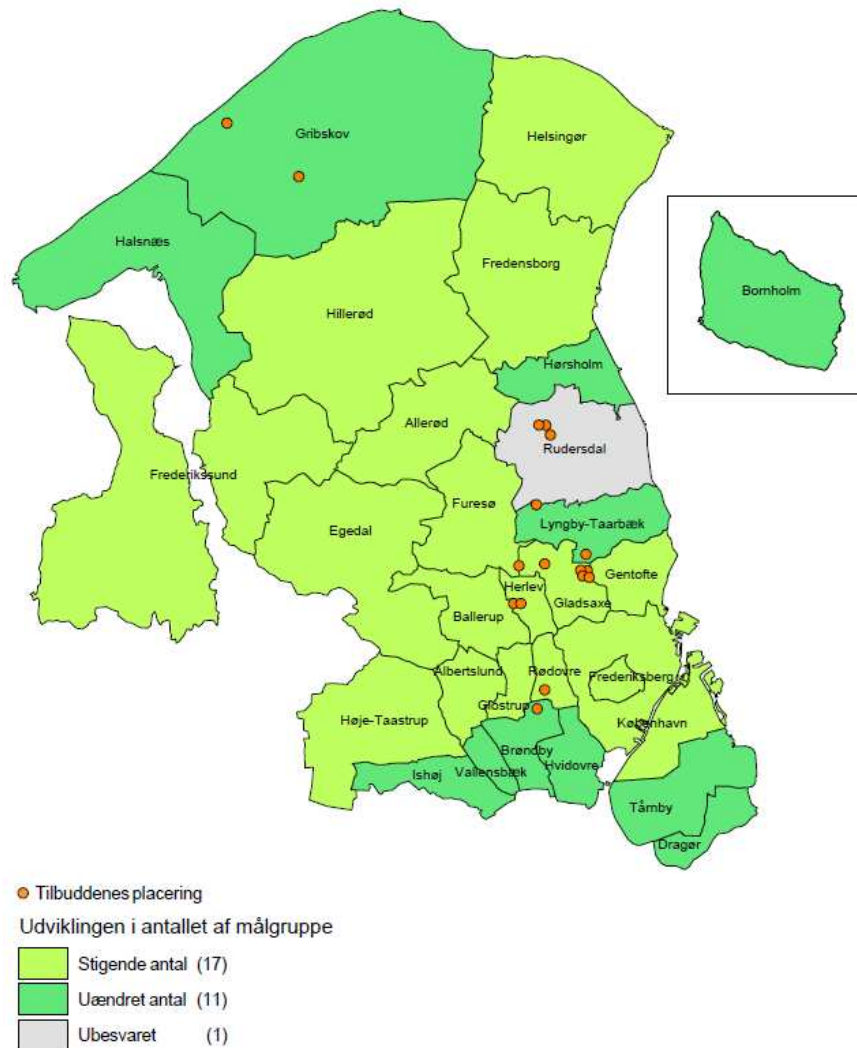 Gribskov
Helsingør
Halsnæs
Fredensborg
Bornholm
Hillerød
Hørsholm
Allerød
Rudersdal
Frederikssund
Furesø
Egedal
Lyngby-Taarbæk
Gentofte
Herlev
Gladsaxe
Ballerup
Albertslund
Rødovre
Frederiksberg
Glostrup
Høje-Taastrup
København
Brøndby
Hvidovre
Ishøj
Vallensbæk
Tårnby
Dragør
Tilbuddenes placering
Udviklingen i antallet af målgruppe
Stigende antal (17)
Uændret antal (11)
Ubesvaret (1)